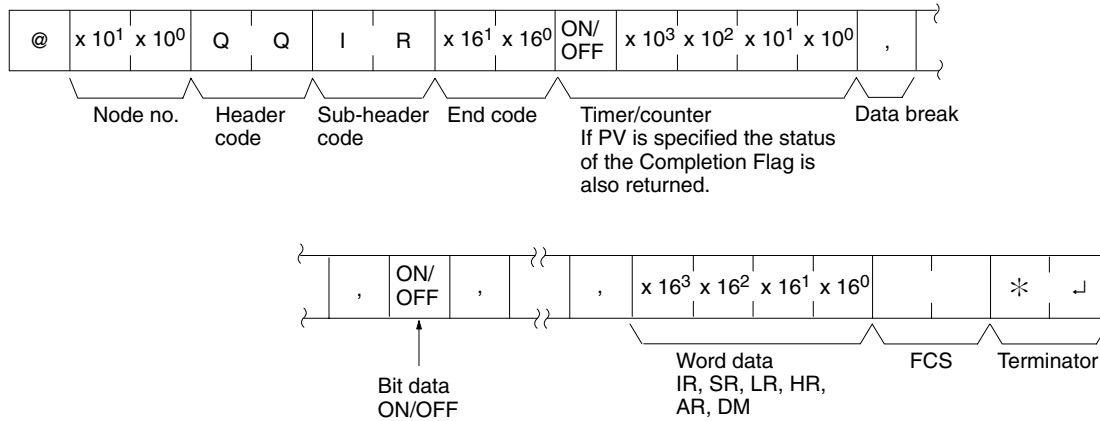 @ x 10¹ x 10⁰ Q Q I R x 16¹ x 16⁰ ON/OFF x 10³ x 10² x 10¹ x 10⁰ ,
Node no. Header code Sub-header code End code Timer/counter Data break
If PV is specified the status
of the Completion Flag is
also returned.
, ON/OFF , , x 16³ x 16² x 16¹ x 16⁰ * ↵
Bit data
ON/OFF
Word data
IR, SR, LR, HR,
AR, DM
FCS
Terminator